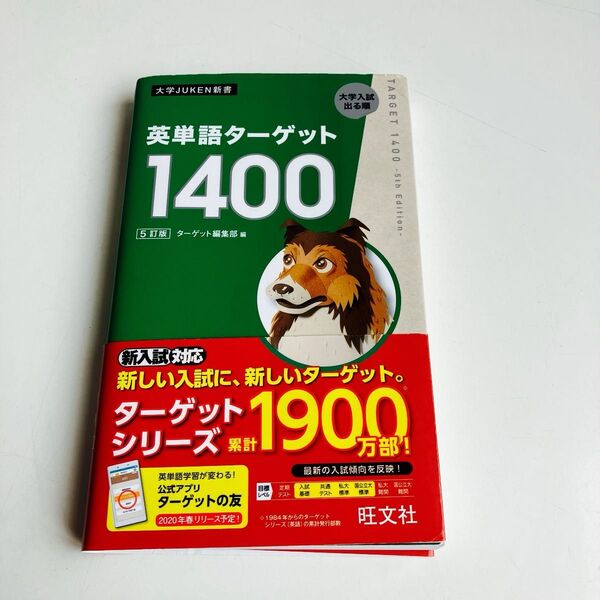 大学JUKEN新書
大学入試
出る順
TARGET 1400 -5th Edition-
英単語ターゲット
1400
5訂版 ターゲット編集部 編
新入試対応
新しい入試に、新しいターゲット。
ターゲット
シリーズ
累計
1900
万部!
英単語学習が変わる!
公式アプリ
ターゲットの友
2020年春リリース予定!
最新の入試傾向を反映!
目標
レベル
定期
テスト
入試
基礎
共通
テスト
私大
標準
国公立大
標準
私大
難関
国公立大
難関
※1984年からのターゲット
シリーズ(英語)の累計発行部数
旺文社